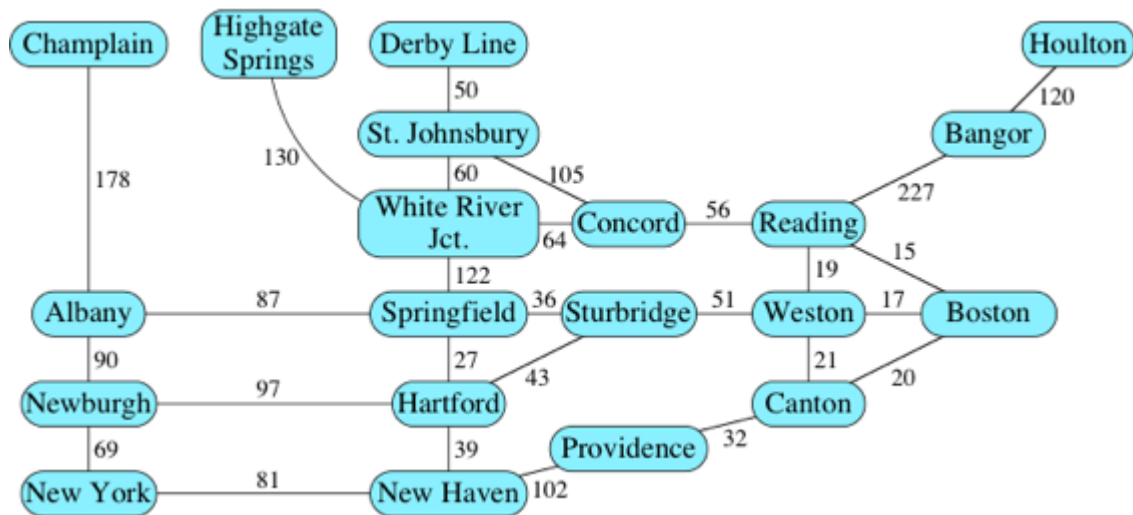 Champlain
Highgate
Springs
Derby Line
Houlton
50
120
St. Johnsbury
Bangor
130
178
60
105
227
White River
Jct.
Concord
56
Reading
64
122
19
15
Albany
87
Springfield
36
Sturbridge
51
Weston
17
Boston
90
27
43
21
20
Newburgh
97
Hartford
Canton
69
39
Providence
32
New York
81
New Haven
102